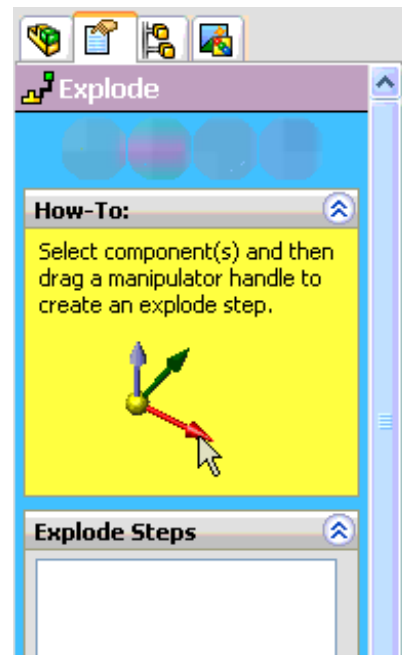 Explode
How-To:
Select component(s) and then
drag a manipulator handle to
create an explode step.
Explode Steps